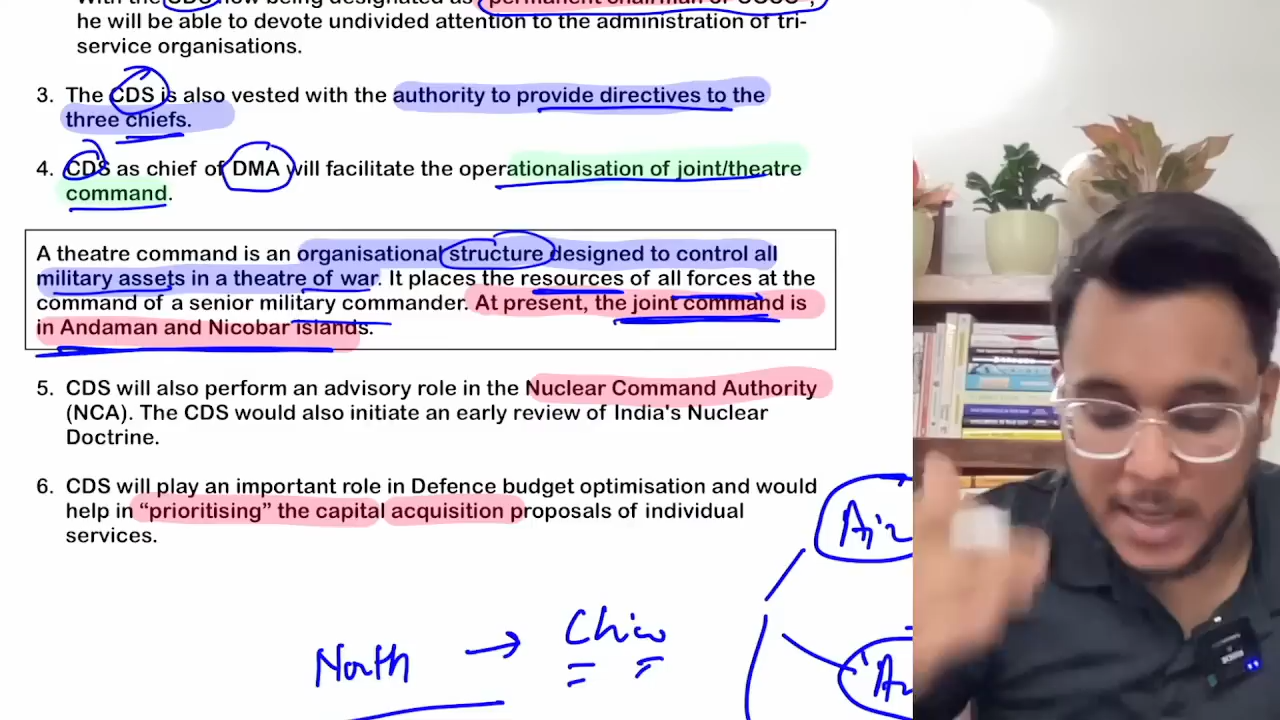 he will be able to devote undivided attention to the administration of tri-
service organisations.
3. The CDS is also vested with the authority to provide directives to the
three chiefs.
4. CDS as chief of DMA will facilitate the operationalisation of joint/theatre
command.
A theatre command is an organisational structure designed to control all
military assets in a theatre of war. It places the resources of all forces at the
command of a senior military commander. At present, the joint command is
in Andaman and Nicobar islands.
5. CDS will also perform an advisory role in the Nuclear Command Authority
(NCA). The CDS would also initiate an early review of India's Nuclear
Doctrine.
6. CDS will play an important role in Defence budget optimisation and would
help in “prioritising” the capital acquisition proposals of individual
services.
North →